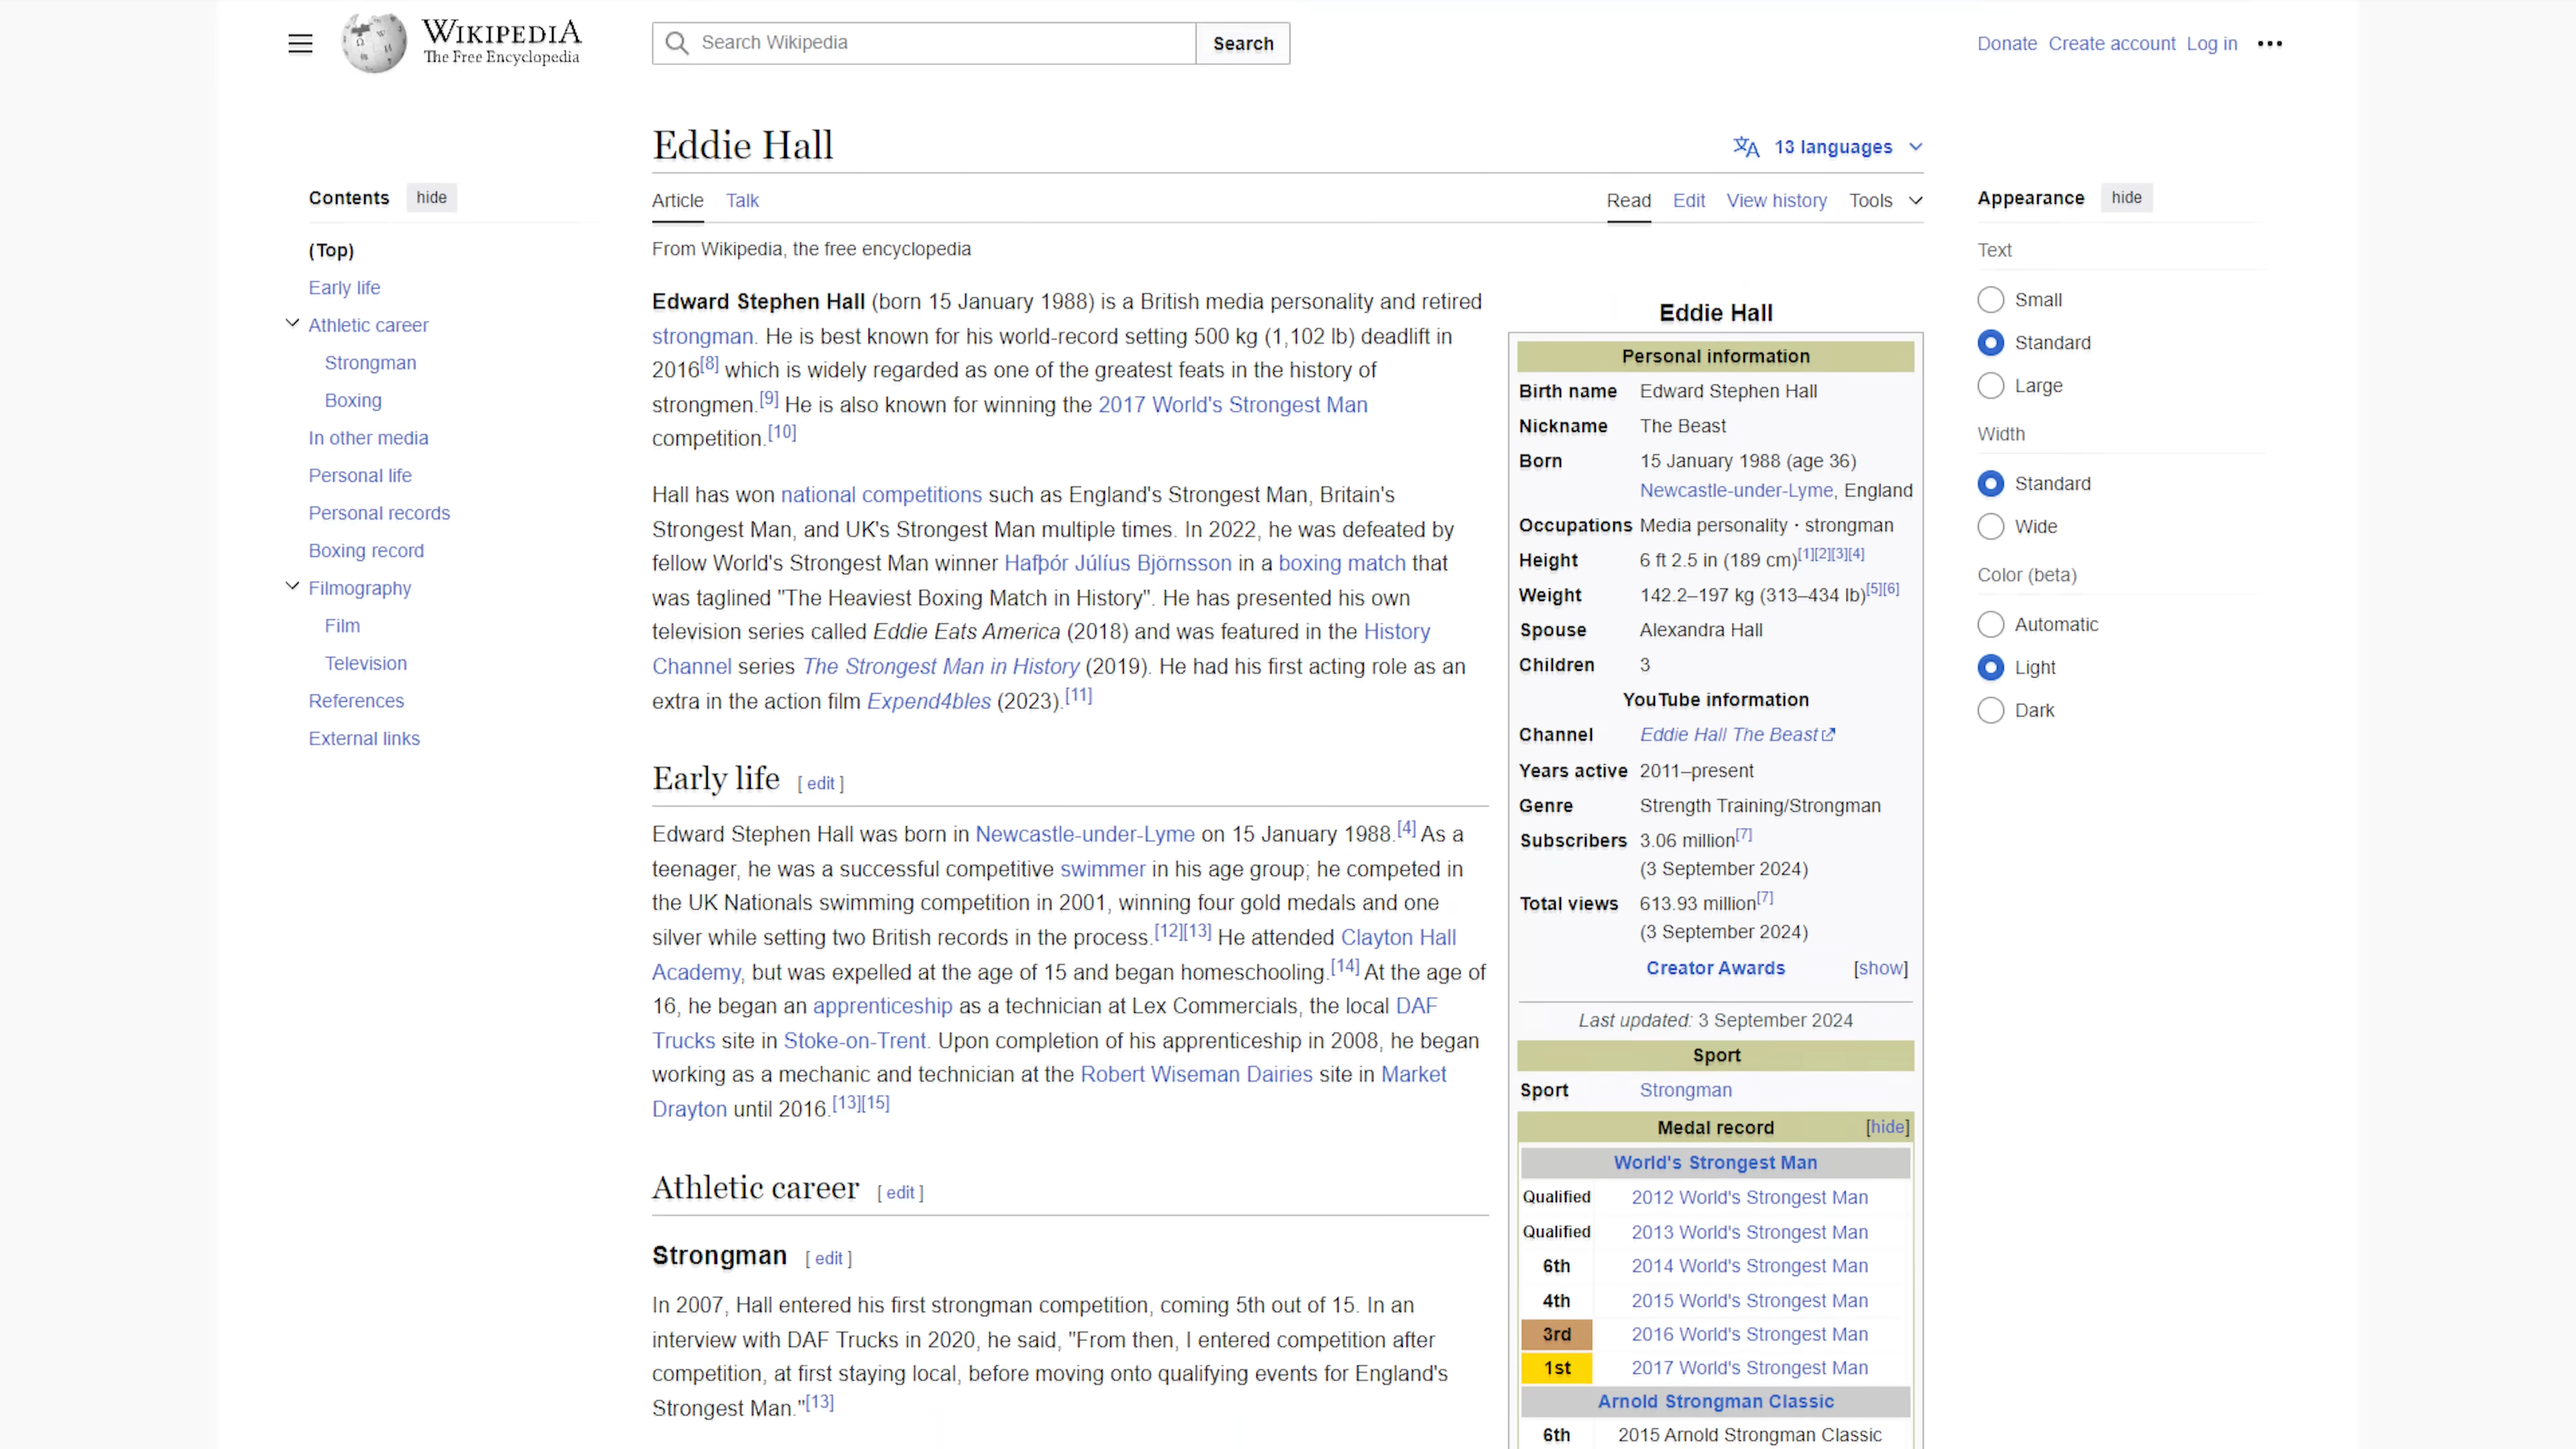 WIKIPEDIA
The Free Encyclopedia
Search Wikipedia
Search
Donate Create account Log in
Eddie Hall
13 languages
Article Talk
Read Edit View history Tools
From Wikipedia, the free encyclopedia
Contents hide
(Top)
Early life
Athletic career
Strongman
Boxing
In other media
Personal life
Personal records
Boxing record
Filmography
Film
Television
References
External links
Edward Stephen Hall (born 15 January 1988) is a British media personality and retired
strongman. He is best known for his world-record setting 500 kg (1,102 lb) deadlift in
2016[8] which is widely regarded as one of the greatest feats in the history of
strongmen.[9] He is also known for winning the 2017 World's Strongest Man
competition.[10]
Hall has won national competitions such as England's Strongest Man, Britain's
Strongest Man, and UK's Strongest Man multiple times. In 2022, he was defeated by
fellow World's Strongest Man winner Hafþór Júlíus Björnsson in a boxing match that
was taglined "The Heaviest Boxing Match in History". He has presented his own
television series called Eddie Eats America (2018) and was featured in the History
Channel series The Strongest Man in History (2019). He had his first acting role as an
extra in the action film Expend4bles (2023).[11]
Early life [ edit ]
Edward Stephen Hall was born in Newcastle-under-Lyme on 15 January 1988.[4] As a
teenager, he was a successful competitive swimmer in his age group; he competed in
the UK Nationals swimming competition in 2001, winning four gold medals and one
silver while setting two British records in the process.[12][13] He attended Clayton Hall
Academy, but was expelled at the age of 15 and began homeschooling.[14] At the age of
16, he began an apprenticeship as a technician at Lex Commercials, the local DAF
Trucks site in Stoke-on-Trent. Upon completion of his apprenticeship in 2008, he began
working as a mechanic and technician at the Robert Wiseman Dairies site in Market
Drayton until 2016.[13][15]
Athletic career [ edit ]
Strongman [ edit ]
In 2007, Hall entered his first strongman competition, coming 5th out of 15. In an
interview with DAF Trucks in 2020, he said, "From then, I entered competition after
competition, at first staying local, before moving onto qualifying events for England's
Strongest Man."[13]
Eddie Hall
Personal information
Birth name Edward Stephen Hall
Nickname The Beast
Born 15 January 1988 (age 36)
Newcastle-under-Lyme, England
Occupations Media personality · strongman
Height 6 ft 2.5 in (189 cm)[1][2][3][4]
Weight 142.2–197 kg (313–434 lb)[5][6]
Spouse Alexandra Hall
Children 3
YouTube information
Channel Eddie Hall The Beast
Years active 2011–present
Genre Strength Training/Strongman
Subscribers 3.06 million[7]
(3 September 2024)
Total views 613.93 million[7]
(3 September 2024)
Creator Awards [show]
Last updated: 3 September 2024
Sport
Sport Strongman
Medal record [hide]
World's Strongest Man
Qualified 2012 World's Strongest Man
Qualified 2013 World's Strongest Man
6th 2014 World's Strongest Man
4th 2015 World's Strongest Man
3rd 2016 World's Strongest Man
1st 2017 World's Strongest Man
Arnold Strongman Classic
6th 2015 Arnold Strongman Classic
Appearance hide
Text
Small
Standard
Large
Width
Standard
Wide
Color (beta)
Automatic
Light
Dark